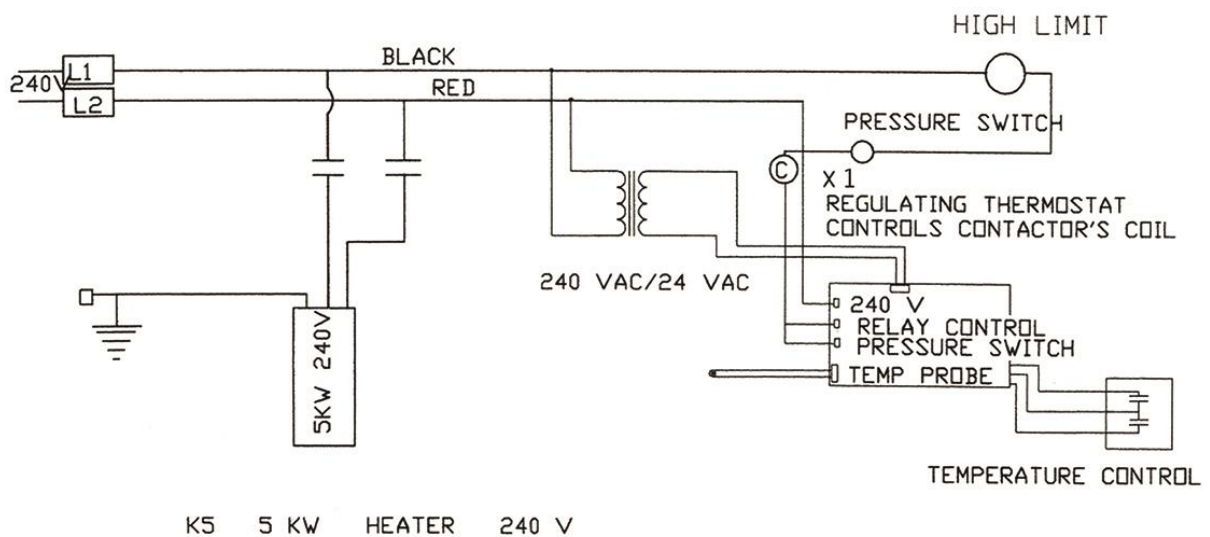 HIGH LIMIT
BLACK
L1
240V
RED
L2
PRESSURE SWITCH
C
X1
REGULATING THERMOSTAT
CONTROLS CONTACTOR'S COIL
240 VAC/24 VAC
240 V
RELAY CONTROL
PRESSURE SWITCH
TEMP PROBE
5KW 240V
TEMPERATURE CONTROL
K5 5 KW HEATER 240 V